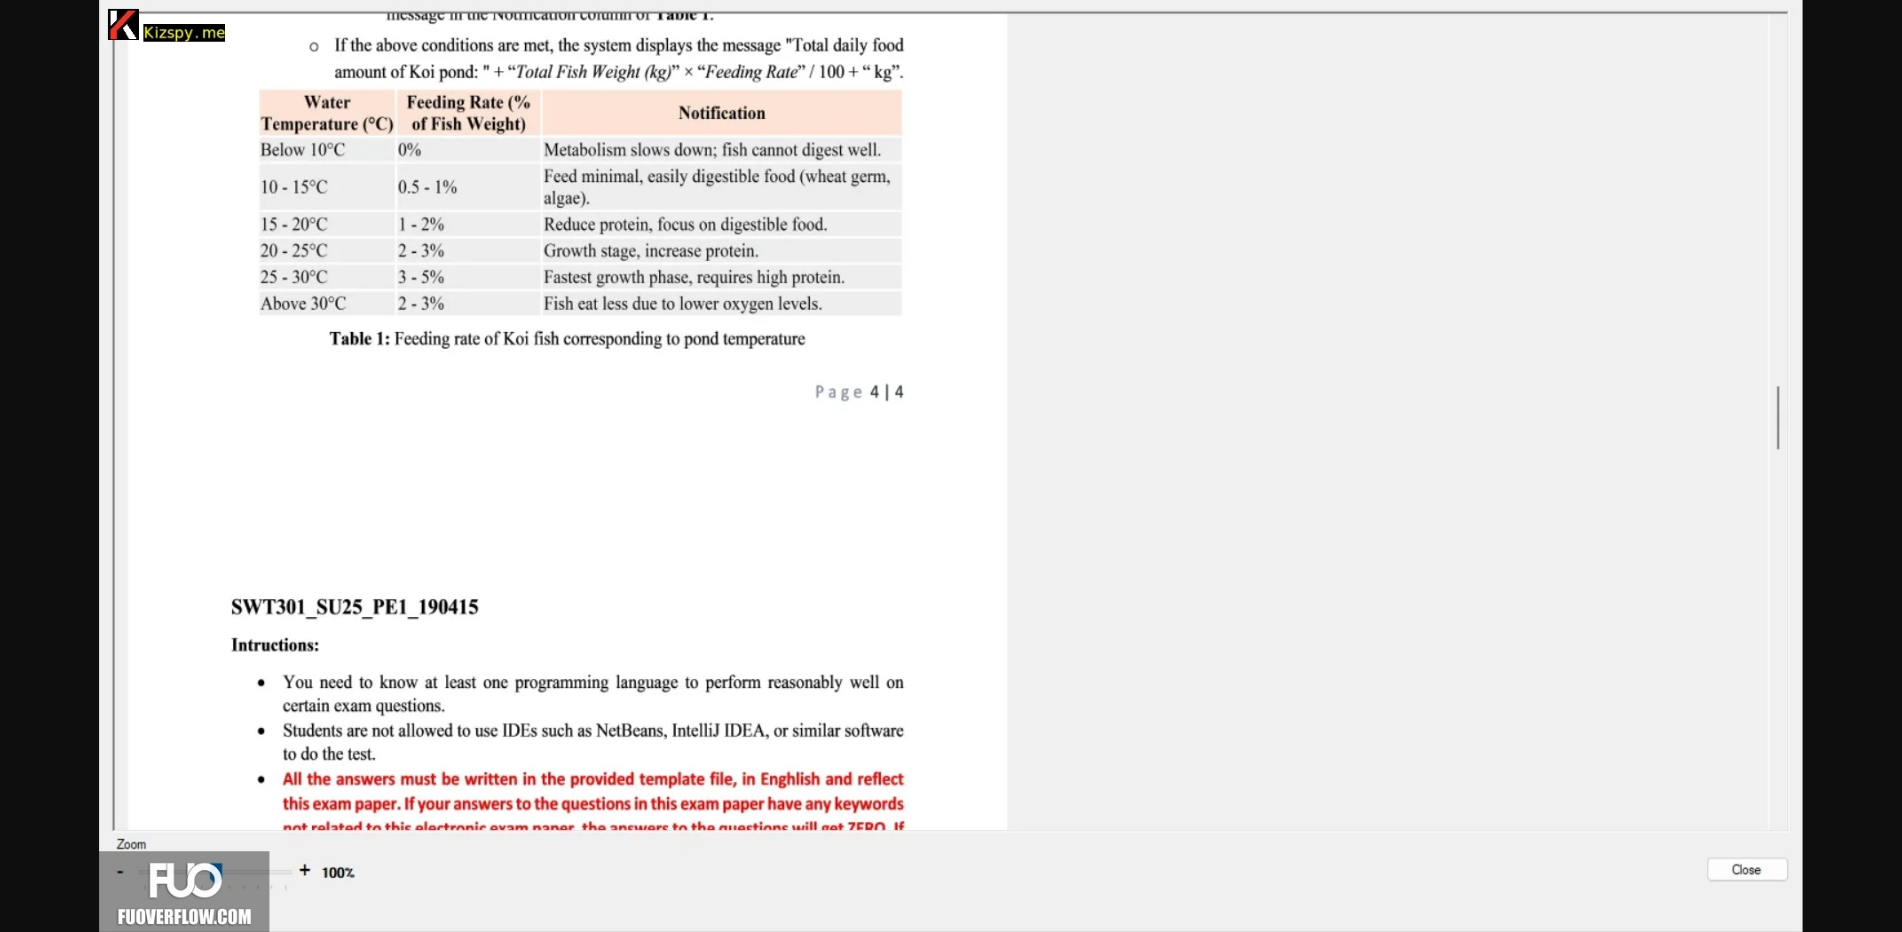 Kizspy.me
message in the Notification column of Table 1.
o If the above conditions are met, the system displays the message "Total daily food
amount of Koi pond: " + “Total Fish Weight (kg)” × “Feeding Rate” / 100 + “ kg”.
Water Temperature (°C) Feeding Rate (% of Fish Weight) Notification
Below 10°C 0% Metabolism slows down; fish cannot digest well.
10 - 15°C 0.5 - 1% Feed minimal, easily digestible food (wheat germ,
algae).
15 - 20°C 1 - 2% Reduce protein, focus on digestible food.
20 - 25°C 2 - 3% Growth stage, increase protein.
25 - 30°C 3 - 5% Fastest growth phase, requires high protein.
Above 30°C 2 - 3% Fish eat less due to lower oxygen levels.
Table 1: Feeding rate of Koi fish corresponding to pond temperature
Page 4 | 4
SWT301_SU25_PE1_190415
Intructions:
• You need to know at least one programming language to perform reasonably well on
certain exam questions.
• Students are not allowed to use IDEs such as NetBeans, IntelliJ IDEA, or similar software
to do the test.
• All the answers must be written in the provided template file, in Enghlish and reflect
this exam paper. If your answers to the questions in this exam paper have any keywords
not related to this electronic exam paper, the answers to the questions will get ZERO. If
Zoom
- + 100%
Close
FUO
FUOVERFLOW.COM